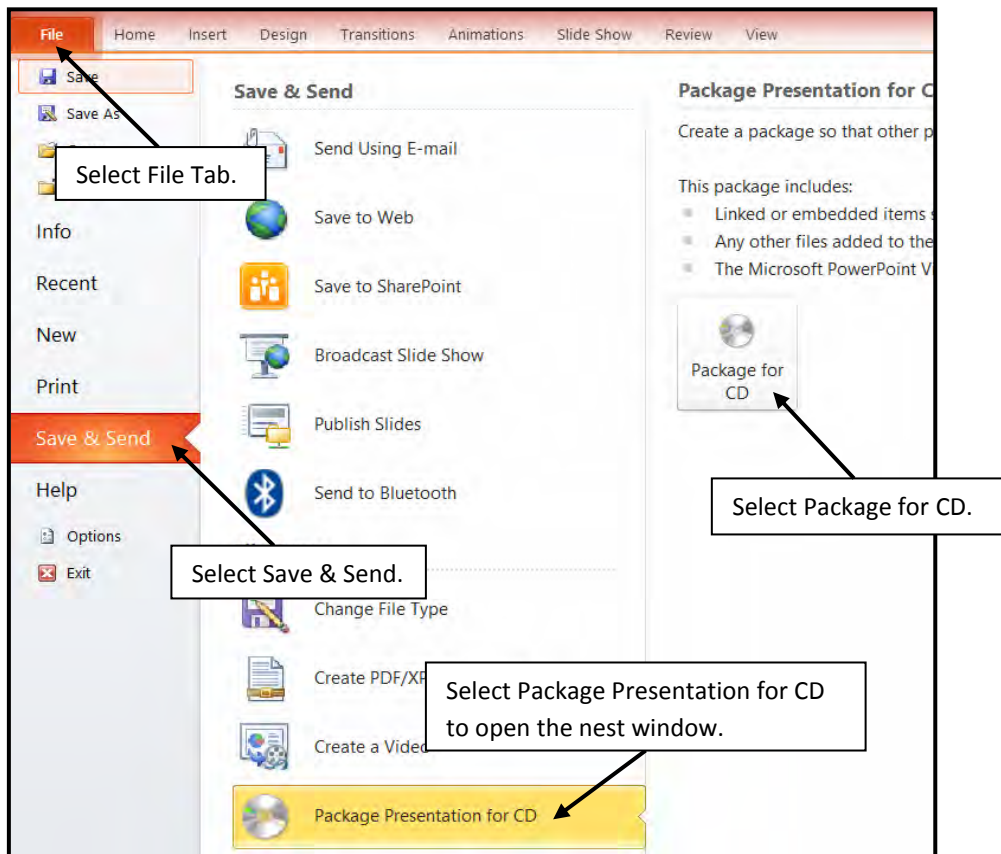 File Home Insert Design Transitions Animations Slide Show Review View
Save
Save As
Select File Tab.
Info
Recent
New
Print
Save & Send
Help
Options
Exit
Save & Send
Send Using E-mail
Save to Web
Save to SharePoint
Broadcast Slide Show
Publish Slides
Send to Bluetooth
Select Save & Send.
Change File Type
Create PDF/XP
Create a Video
Package Presentation for CD
Select Package Presentation for CD
to open the nest window.
Package Presentation for C
Create a package so that other p
This package includes:
Linked or embedded items s
Any other files added to the
The Microsoft PowerPoint V
Package for
CD
Select Package for CD.